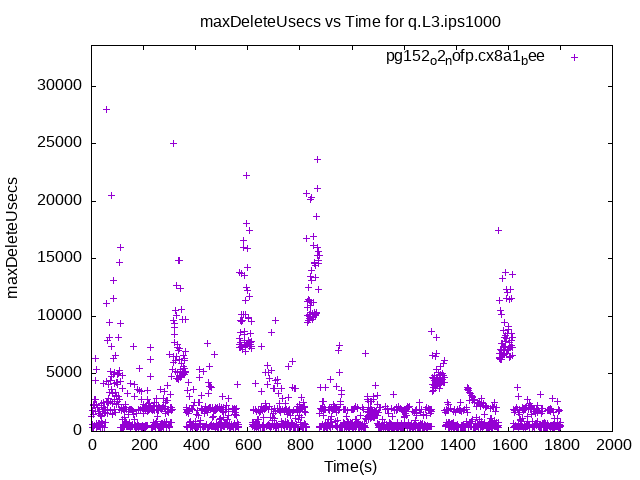 maxDeleteUsecs vs Time for q.L3.ips1000
pg152_o2_nofp.cx8a1_bee
30000
25000
20000
15000
10000
5000
0
maxDeleteUsecs
0 200 400 600 800 1000 1200 1400 1600 1800 2000
Time(s)